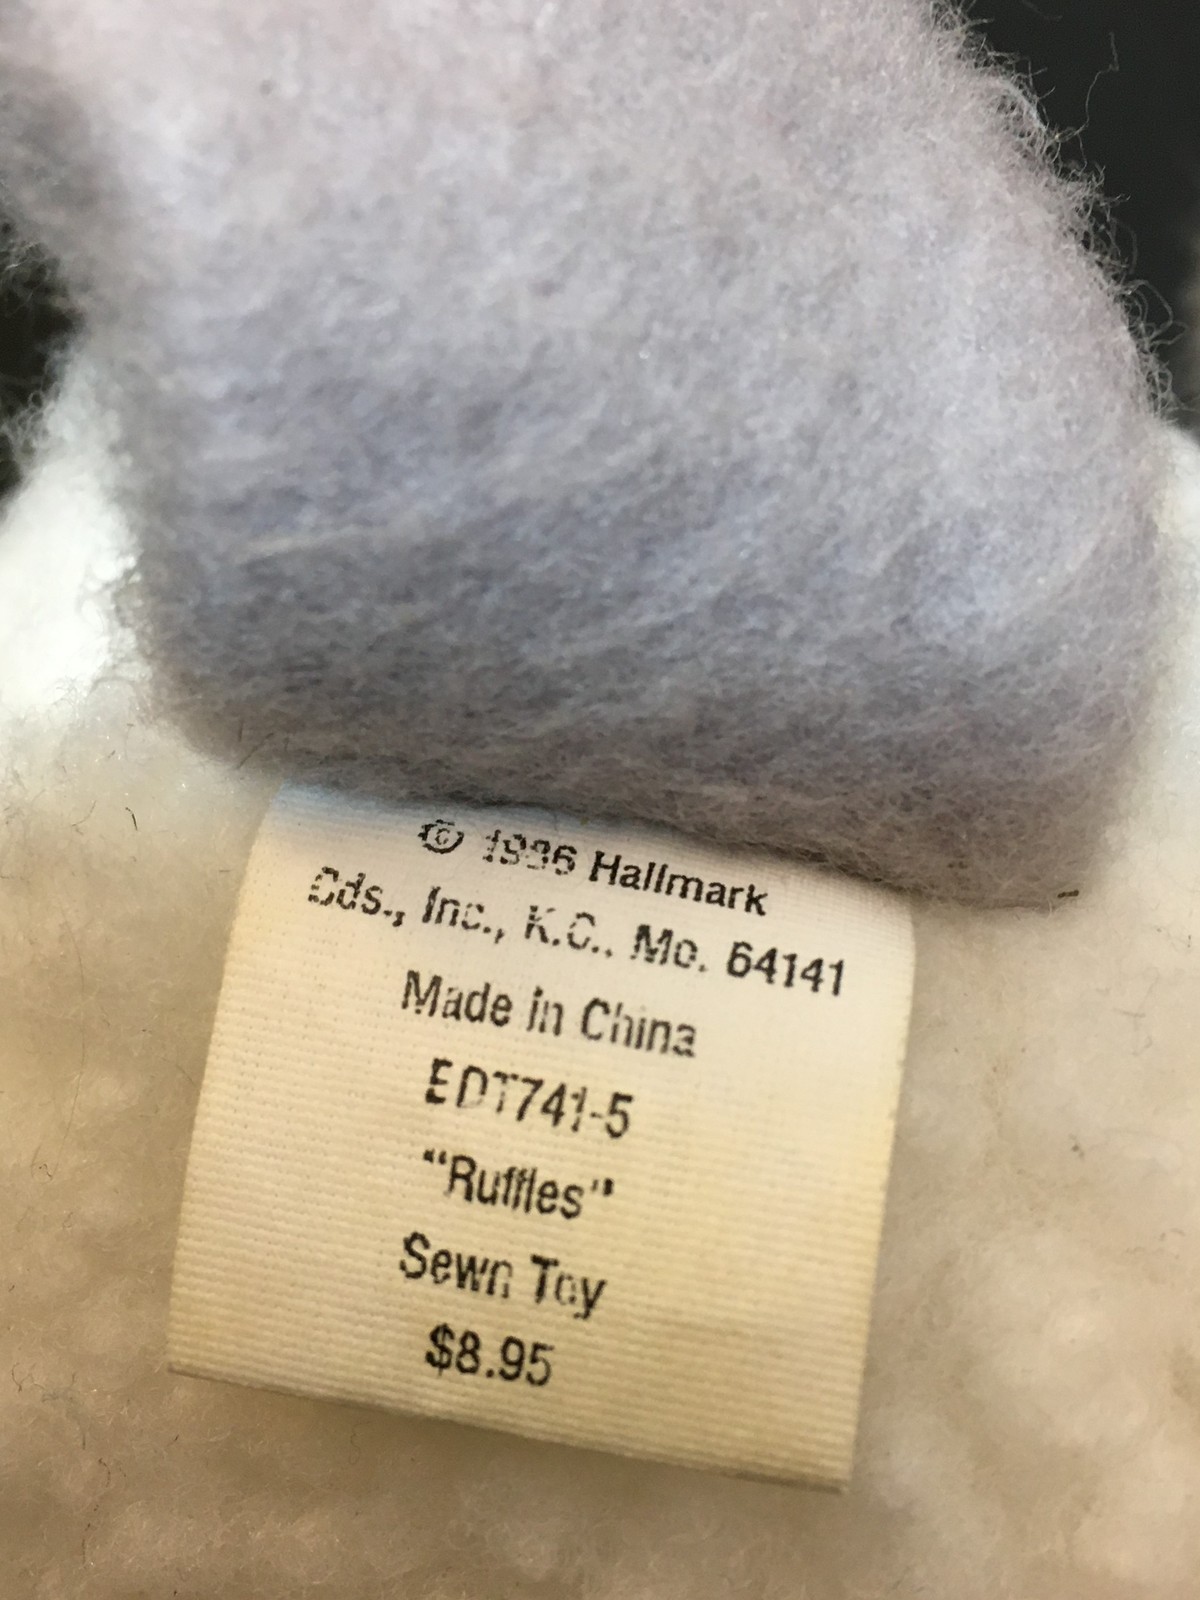 © 1996 Hallmark
Cds., Inc., K.C., Mo. 64141
Made in China
EDT741-5
"Ruffles"
Sewn Toy
$8.95